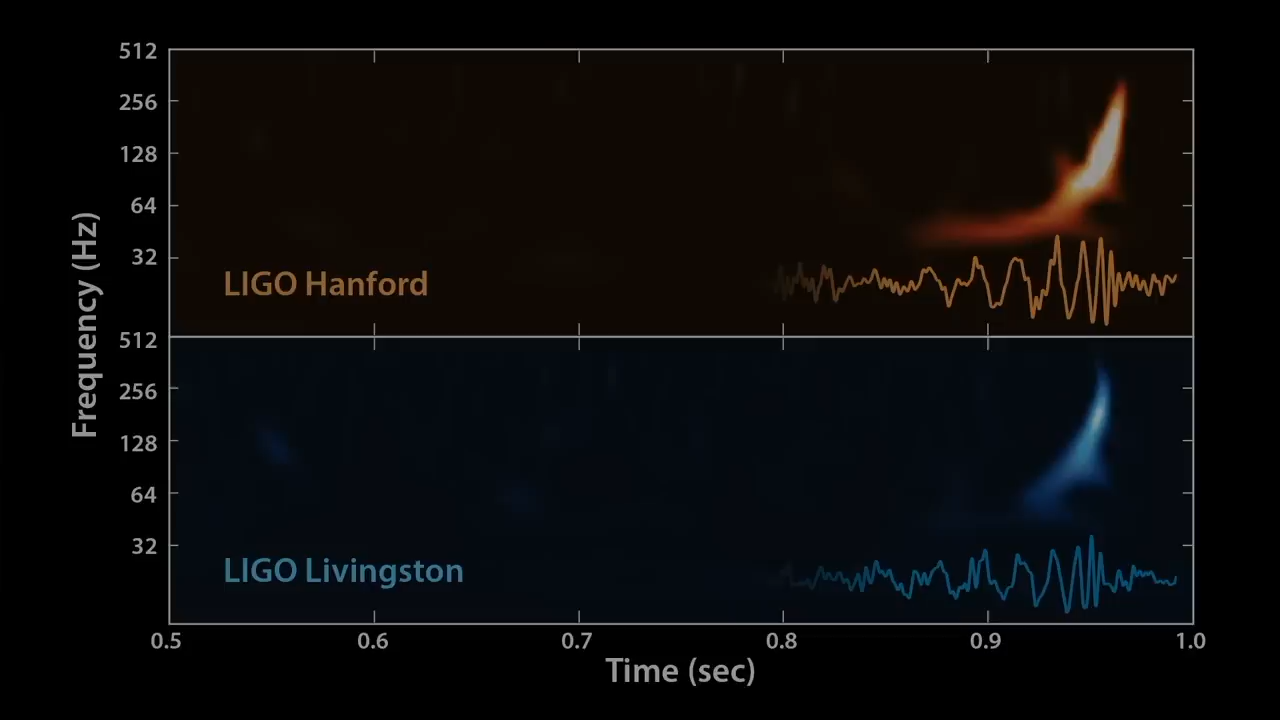 Frequency (Hz)
512
256
128
64
32
LIGO Hanford
512
256
128
64
32
LIGO Livingston
0.5 0.6 0.7 0.8 0.9 1.0
Time (sec)